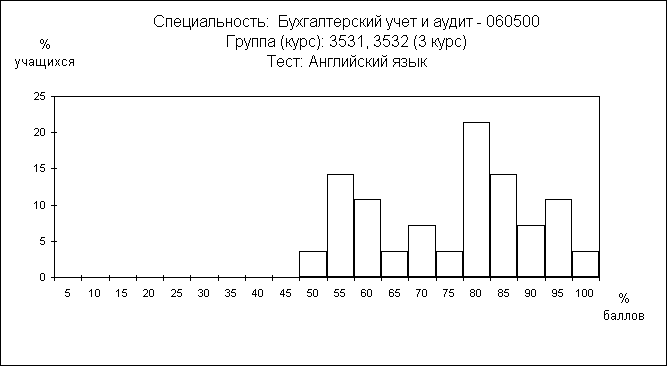 Специальность: Бухгалтерский учет и аудит - 060500
Группа (курс): 3531, 3532 (3 курс)
Тест: Английский язык
%
учащихся
25
20
15
10
5
0
5 10 15 20 25 30 35 40 45 50 55 60 65 70 75 80 85 90 95 100
%
баллов